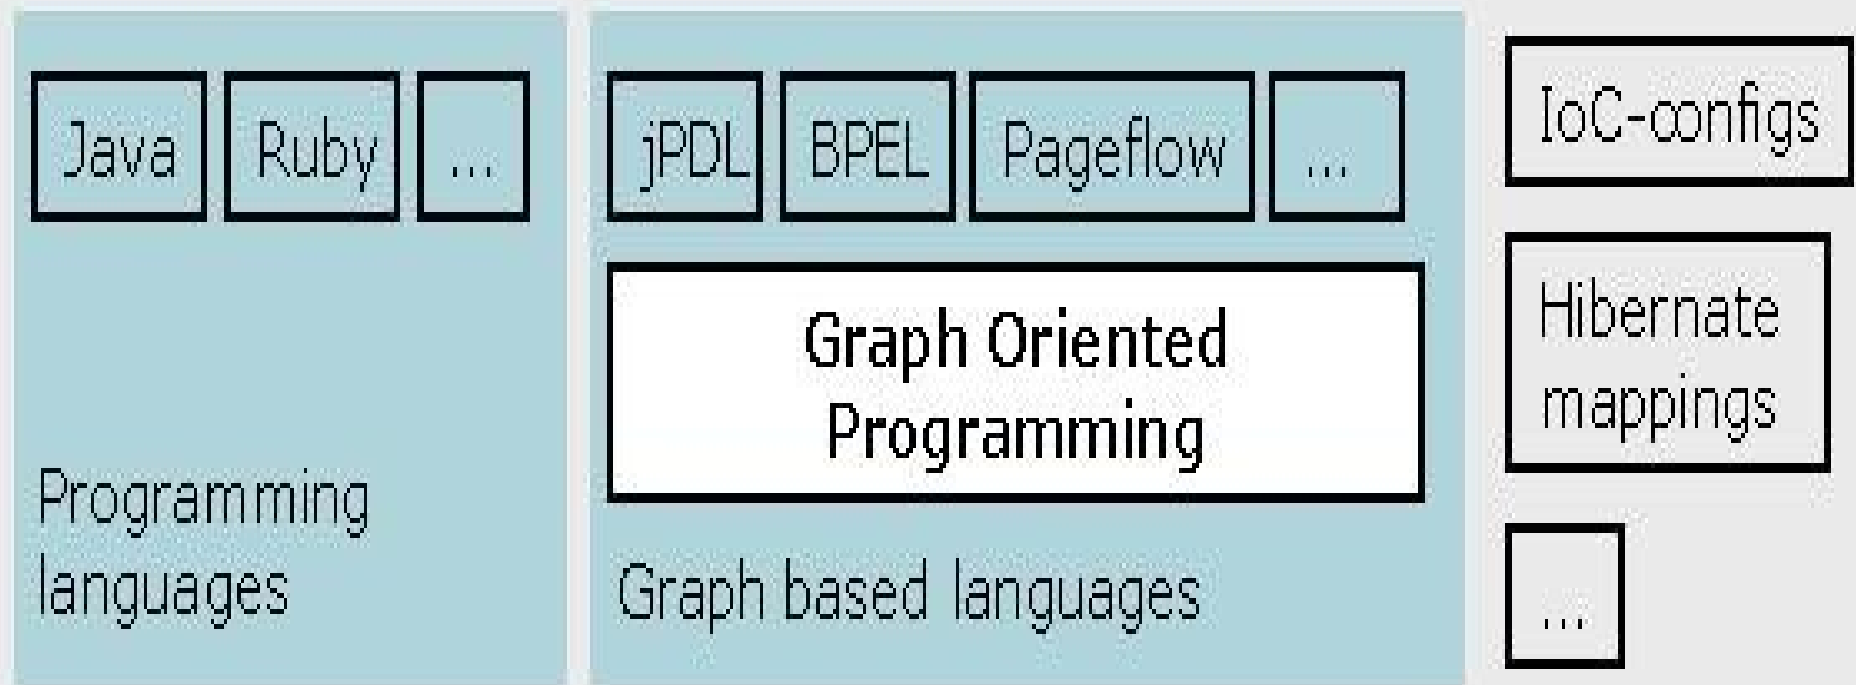 Java
Ruby
...
Programming
languages
jPDL
BPEL
Pageflow
...
Graph Oriented
Programming
Graph based languages
IoC-configs
Hibernate
mappings
...